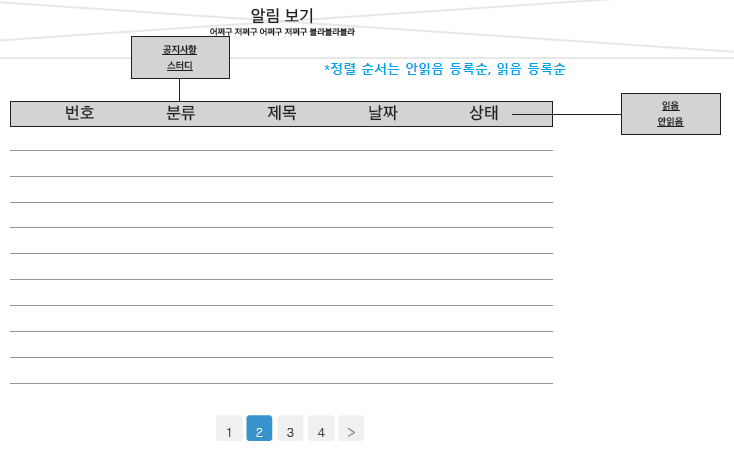 알림 보기
어쩌구 저쩌구 어쩌구 저쩌구 블라블라블라
공지사항
스터디
*정렬 순서는 안읽음 등록순, 읽음 등록순
번호 분류 제목 날짜 상태
읽음
안읽음
1 2 3 4 >